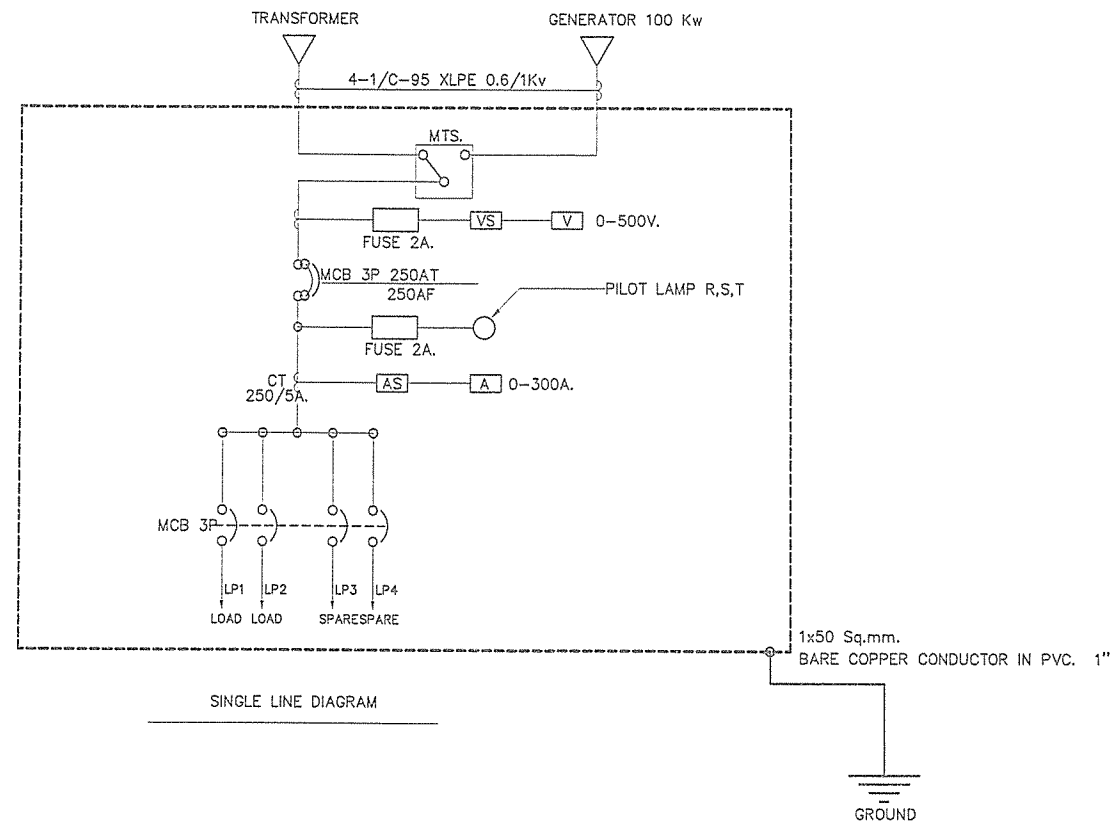 TRANSFORMER
GENERATOR 100 Kw
4-1/C-95 XLPE 0.6/1Kv
MTS.
VS
V
0-500V.
FUSE 2A.
MCB 3P 250AT
250AF
PILOT LAMP R,S,T
FUSE 2A.
CT
250/5A.
AS
A
0-300A.
MCB 3P
LP1
LP2
LP3
LP4
LOAD
LOAD
SPARE
SPARE
1x50 Sq.mm.
BARE COPPER CONDUCTOR IN PVC. 1"
SINGLE LINE DIAGRAM
GROUND